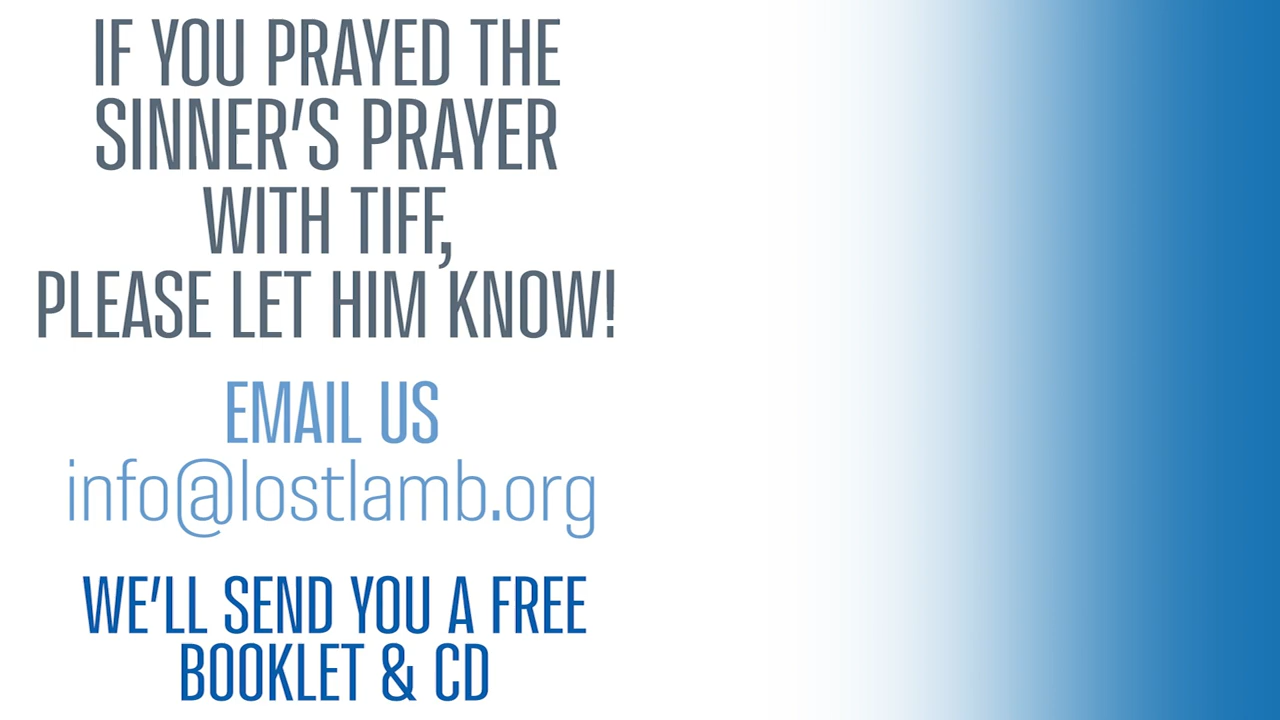 IF YOU PRAYED THE
SINNER'S PRAYER
WITH TIFF,
PLEASE LET HIM KNOW!
EMAIL US
info@lostlamb.org
WE'LL SEND YOU A FREE
BOOKLET & CD